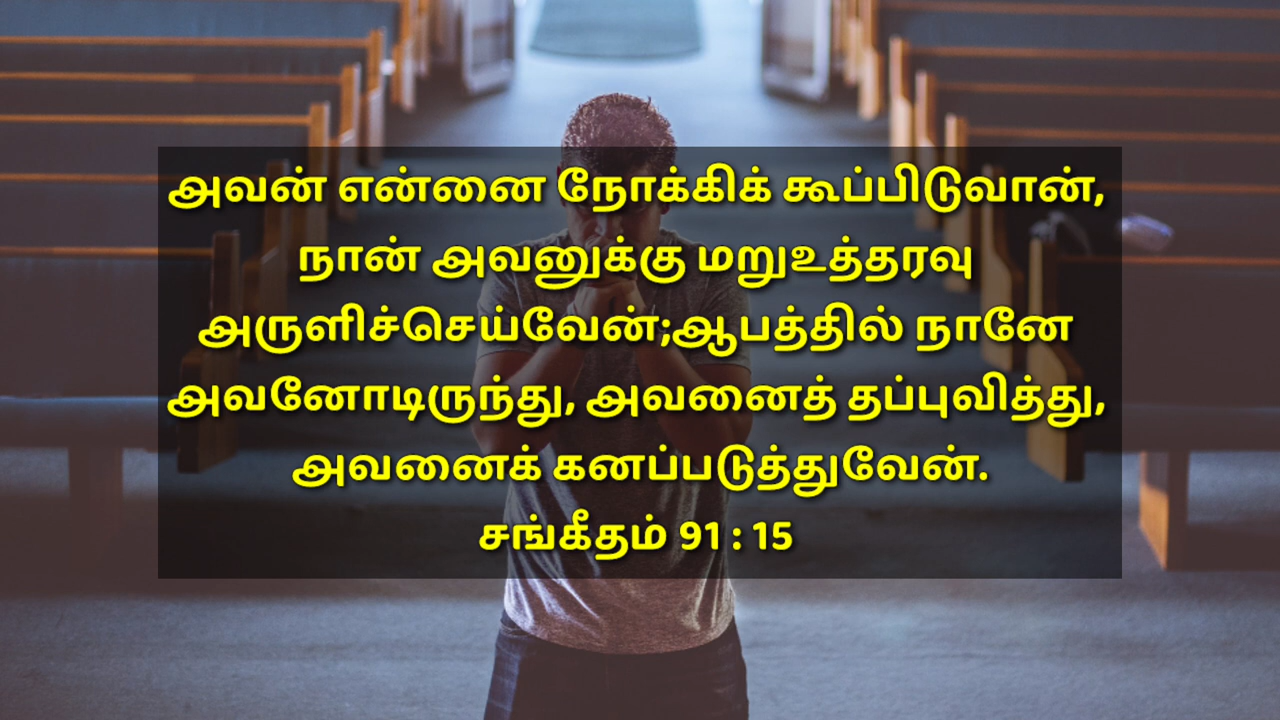 அவன் என்னை நோக்கிக் கூப்பிடுவான்,
நான் அவனுக்கு மறுஉத்தரவு
அருளிச்செய்வேன்;ஆபத்தில் நானே
அவனோடிருந்து, அவனைத் தப்புவித்து,
அவனைக் கனப்படுத்துவேன்.
சங்கீதம் 91 : 15